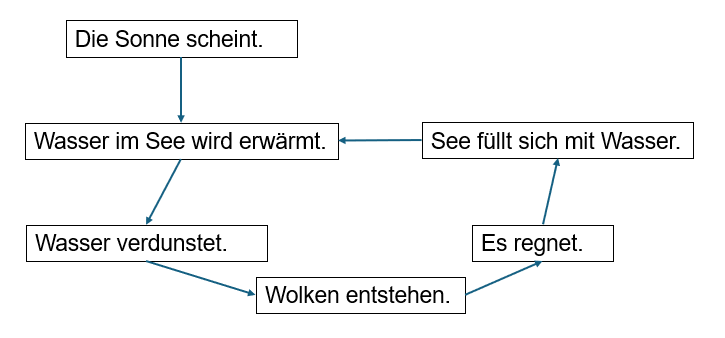 Die Sonne scheint.
Wasser im See wird erwärmt.
See füllt sich mit Wasser.
Wasser verdunstet.
Es regnet.
Wolken entstehen.